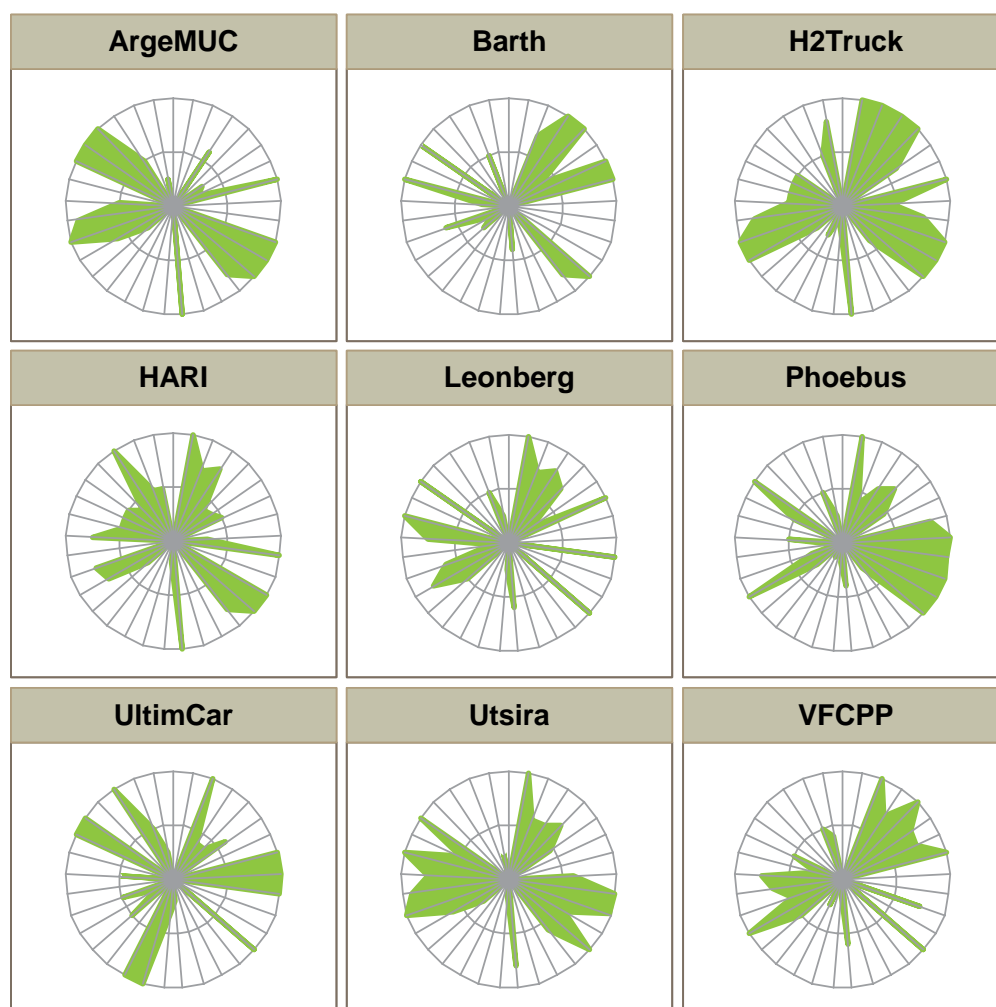 ArgeMUC
Barth
H2Truck
HARI
Leonberg
Phoebus
UltimCar
Utsira
VFCPP